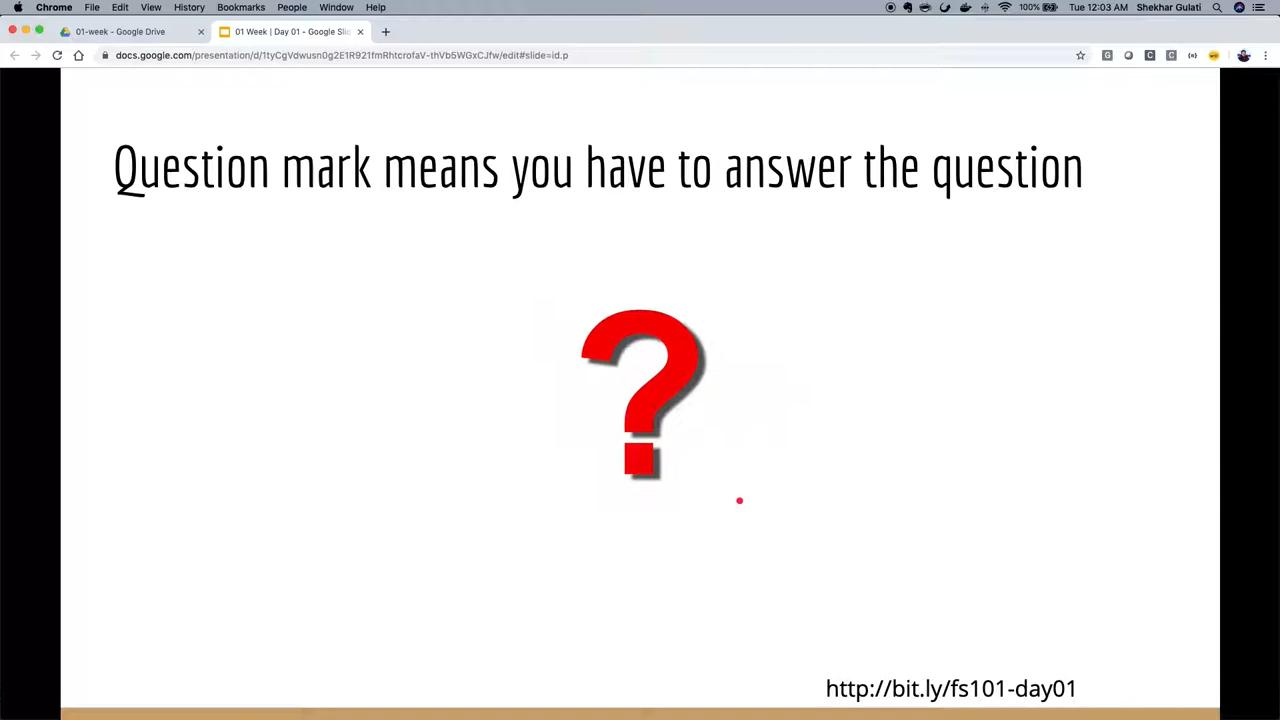 Chrome File Edit View History Bookmarks People Window Help 100% Tue 12:03 AM Shekhar Gulati
01-week - Google Drive 01 Week | Day 01 - Google Slid
docs.google.com/presentation/d/1tyCgVdwusn0g2E1R921fmRhtcrofaV-thVb5WGxCJfw/edit#slide=id.p
Question mark means you have to answer the question
?
http://bit.ly/fs101-day01